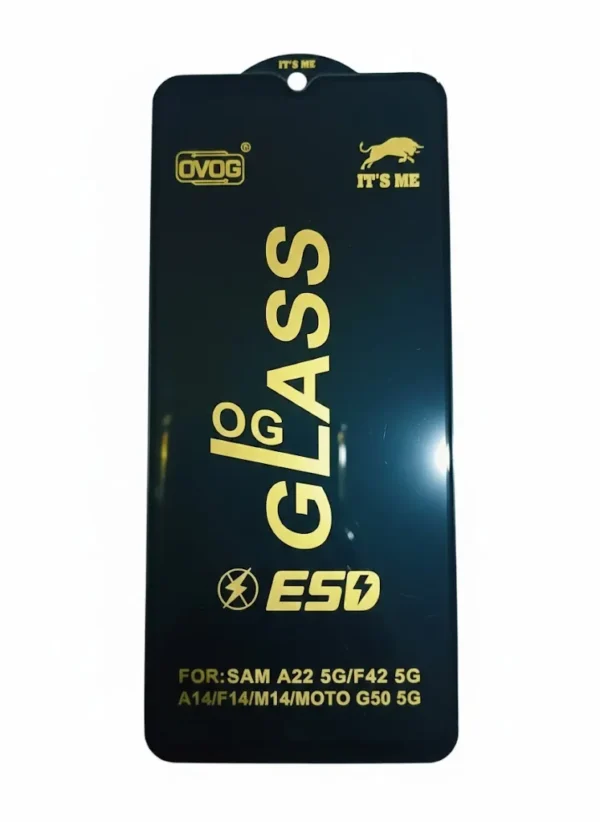 IT'S ME
OVOG®
IT'S ME
OG
GLASS
ESD
FOR:SAM A22 5G/F42 5G
A14/F14/M14/MOTO G50 5G